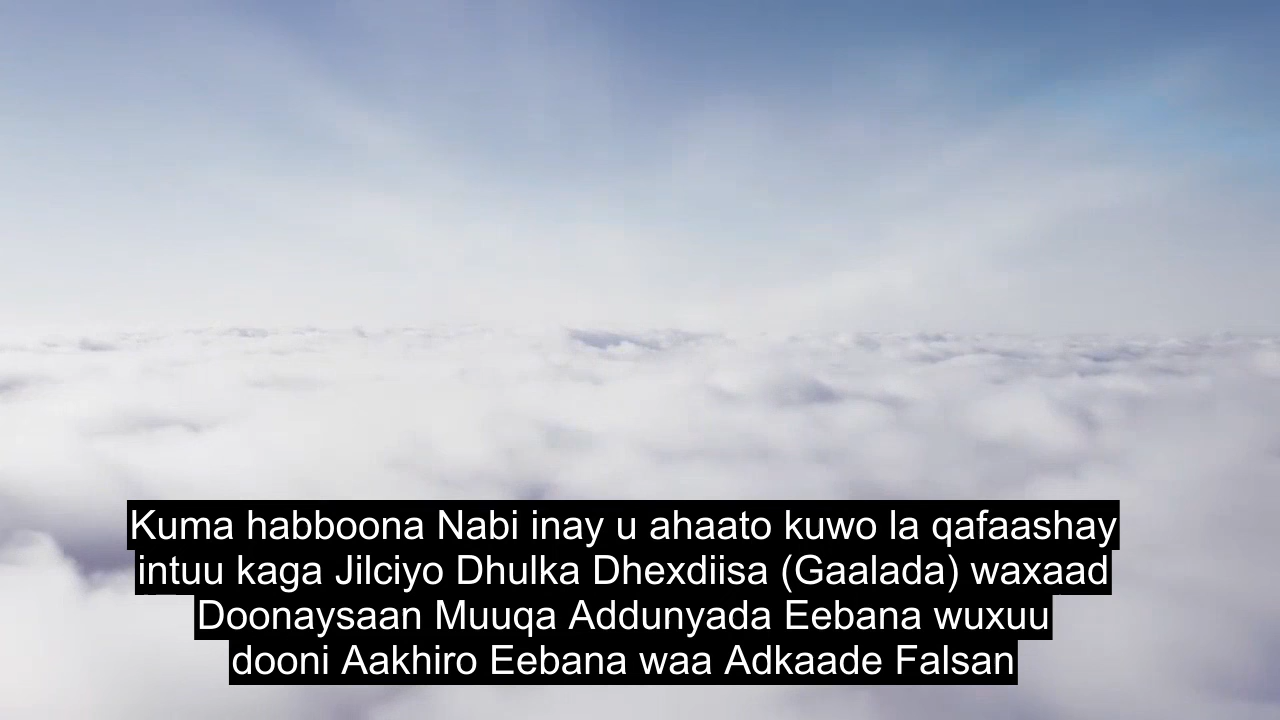 Kuma habboona Nabi inay u ahaato kuwo la qafaashay
intuu kaga Jilciyo Dhulka Dhexdiisa (Gaalada) waxaad
Doonaysaan Muuqa Addunyada Eebana wuxuu
dooni Aakhiro Eebana waa Adkaade Falsan